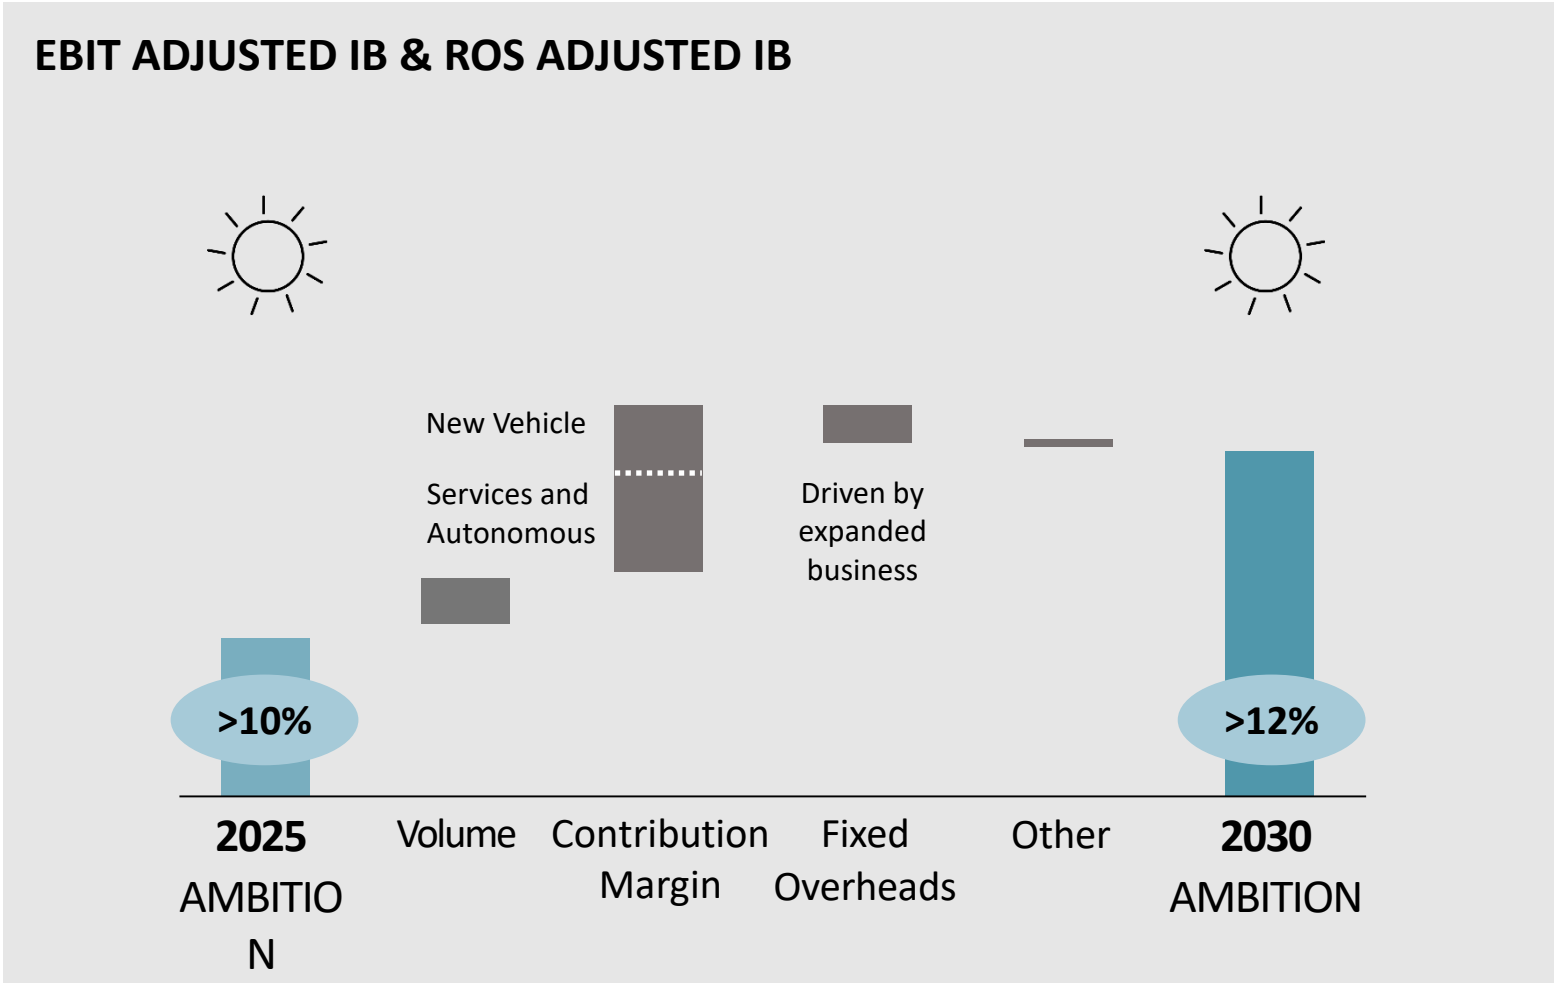 EBIT ADJUSTED IB & ROS ADJUSTED IB
New Vehicle
Services and
Autonomous
Driven by
expanded
business
>10%
>12%
2025
AMBITIO
N
Volume
Contribution
Margin
Fixed
Overheads
Other
2030
AMBITION